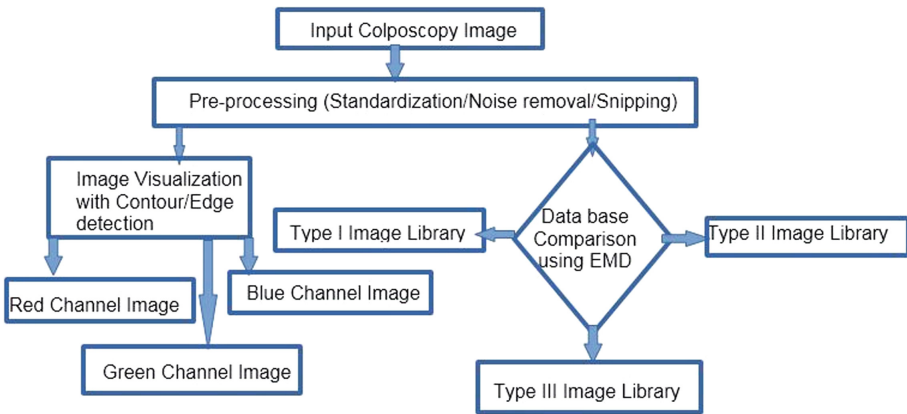 Input Colposcopy Image
Pre-processing (Standardization/Noise removal/Snipping)
Image Visualization
with Contour/Edge
detection
Data base
Comparison
using EMD
Type I Image Library
Type II Image Library
Red Channel Image
Blue Channel Image
Green Channel Image
Type III Image Library